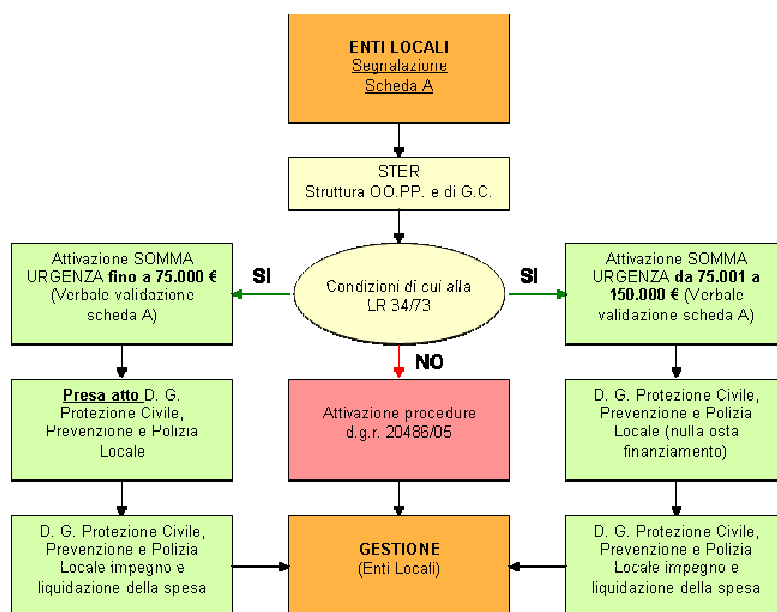 ENTI LOCALI
Segnalazione
Scheda A
STER
Struttura OO.PP. e di G.C.
Attivazione SOMMA
URGENZA fino a 75.000 €
(Verbale validazione
scheda A)
SI
Condizioni di cui alla
LR 34/73
SI
Attivazione SOMMA
URGENZA da 75.001 a
150.000 € (Verbale
validazione scheda A)
NO
Presa atto D. G.
Protezione Civile,
Prevenzione e Polizia
Locale
Attivazione procedure
d.g.r. 20486/05
D. G. Protezione Civile,
Prevenzione e Polizia
Locale (nulla osta
finanziamento)
D. G. Protezione Civile,
Prevenzione e Polizia
Locale impegno e
liquidazione della spesa
GESTIONE
(Enti Locati)
D. G. Protezione Civile,
Prevenzione e Polizia
Locale impegno e
liquidazione della spesa